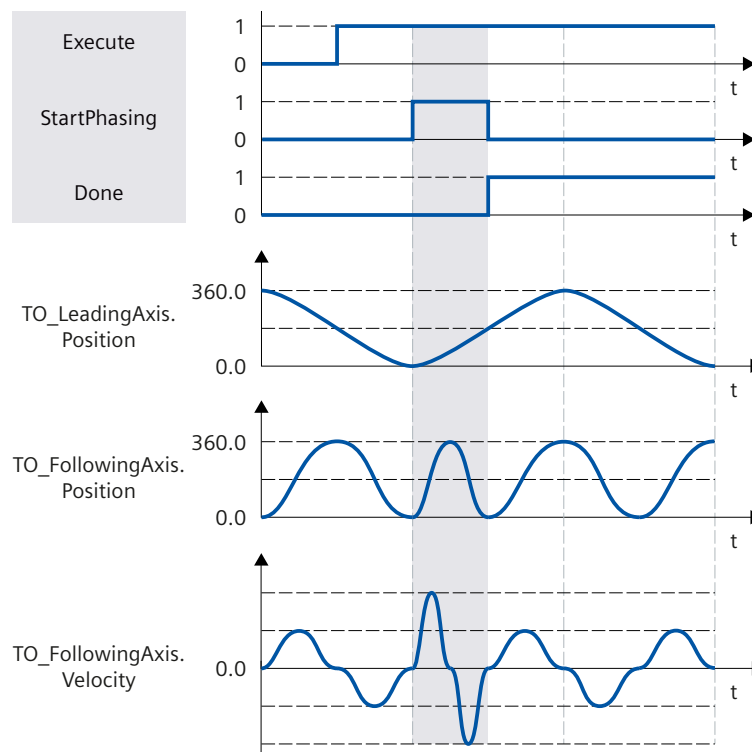 Execute
1
0
t
StartPhasing
1
0
t
Done
1
0
t
TO_LeadingAxis.
Position
360.0
0.0
t
TO_FollowingAxis.
Position
360.0
0.0
t
TO_FollowingAxis.
Velocity
0.0
t